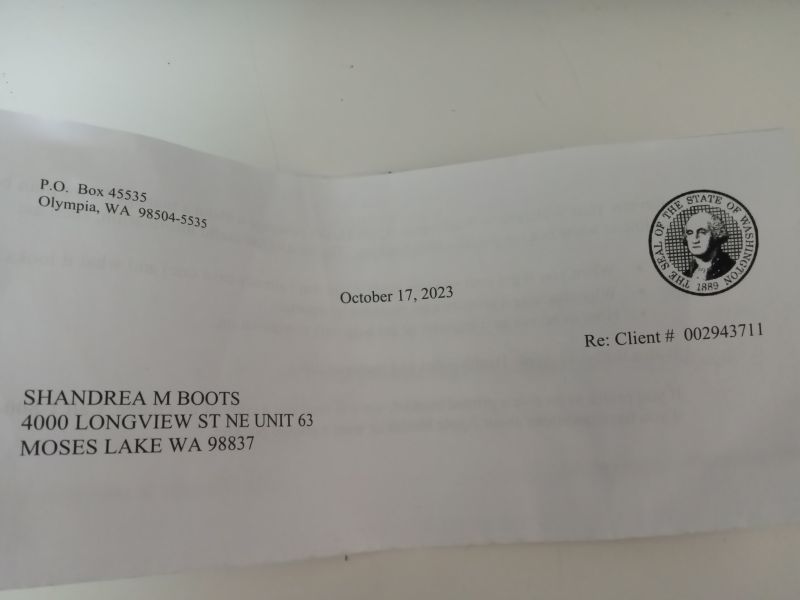 P.O. Box 45535
Olympia, WA 98504-5535
THE SEAL OF THE STATE OF WASHINGTON
1889
October 17, 2023
Re: Client # 002943711
SHANDREA M BOOTS
4000 LONGVIEW ST NE UNIT 63
MOSES LAKE WA 98837